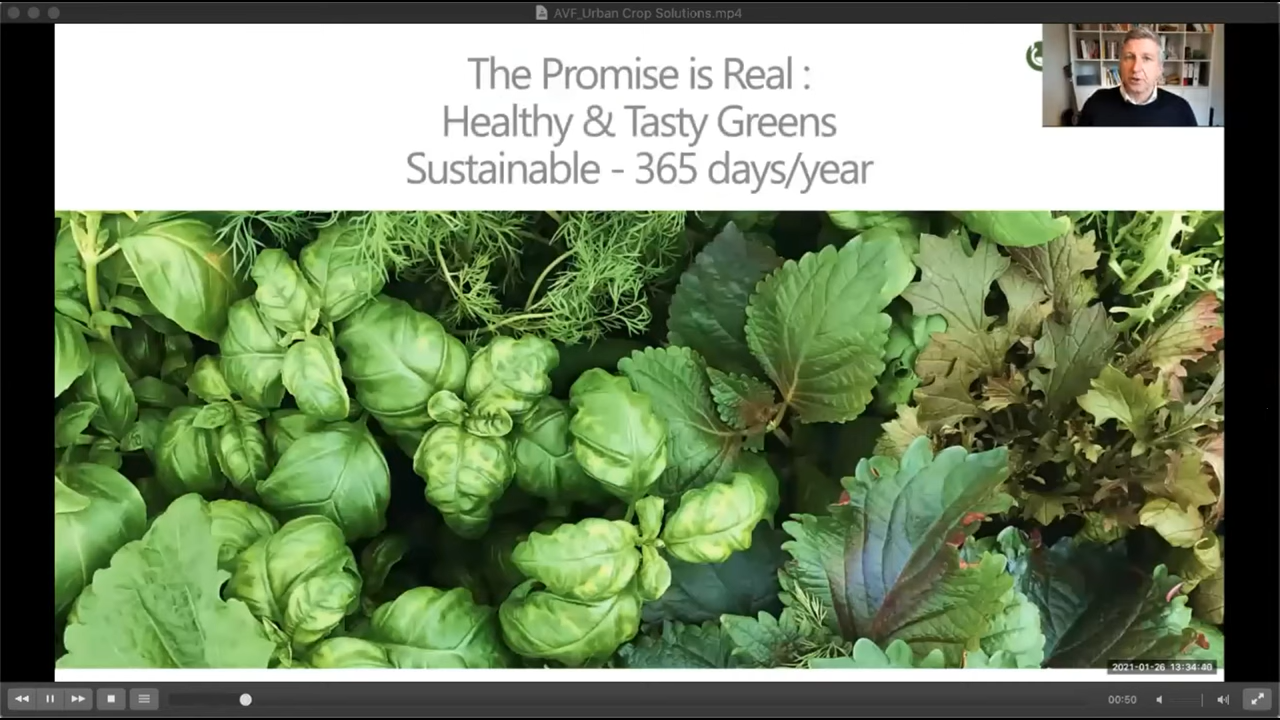 AVF_Urban Crop Solutions.mp4
The Promise is Real :
Healthy & Tasty Greens
Sustainable - 365 days/year
2021-01-26 13:34:46
00:50